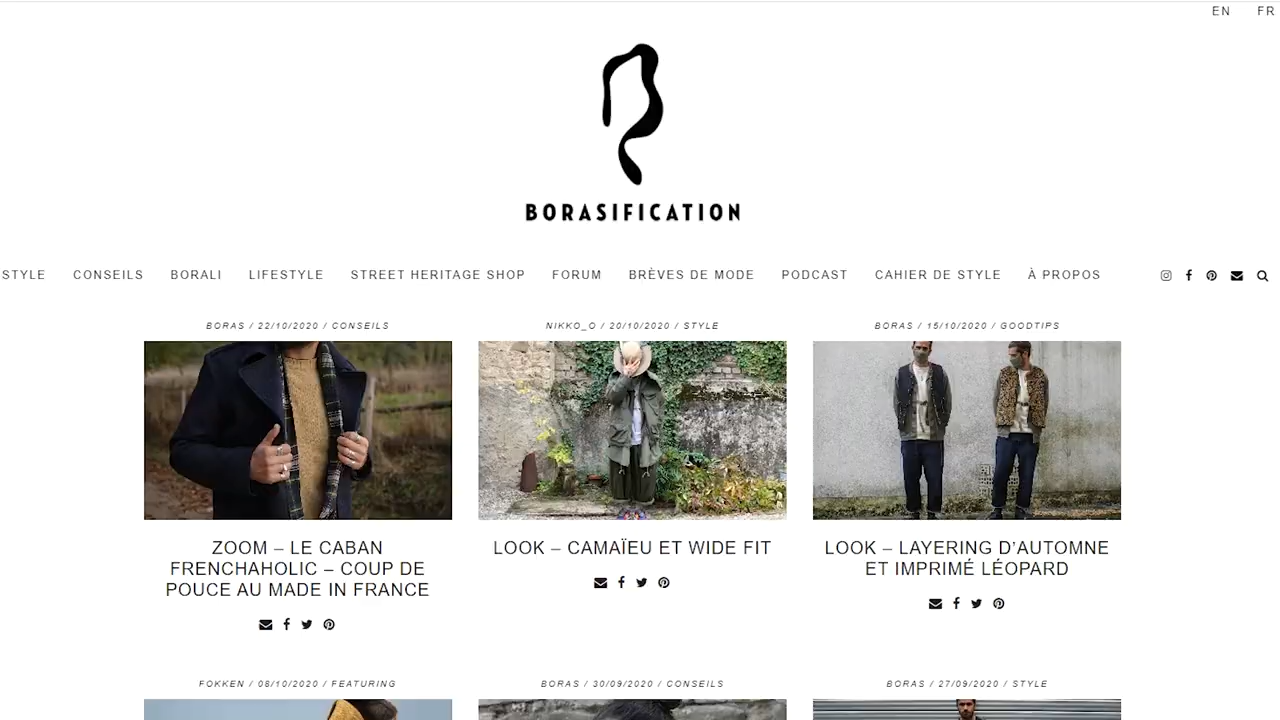 EN FR
BORASIFICATION
STYLE CONSEILS BORALI LIFESTYLE STREET HERITAGE SHOP FORUM BRÈVES DE MODE PODCAST CAHIER DE STYLE À PROPOS
BORAS / 22/10/2020 / CONSEILS
ZOOM – LE CABAN
FRENCHAHOLIC – COUP DE
POUCE AU MADE IN FRANCE
NIKKO_O / 20/10/2020 / STYLE
LOOK – CAMAÏEU ET WIDE FIT
BORAS / 15/10/2020 / GOODTIPS
LOOK – LAYERING D'AUTOMNE
ET IMPRIMÉ LÉOPARD
FOKKEN / 08/10/2020 / FEATURING
BORAS / 30/09/2020 / CONSEILS
BORAS / 27/09/2020 / STYLE